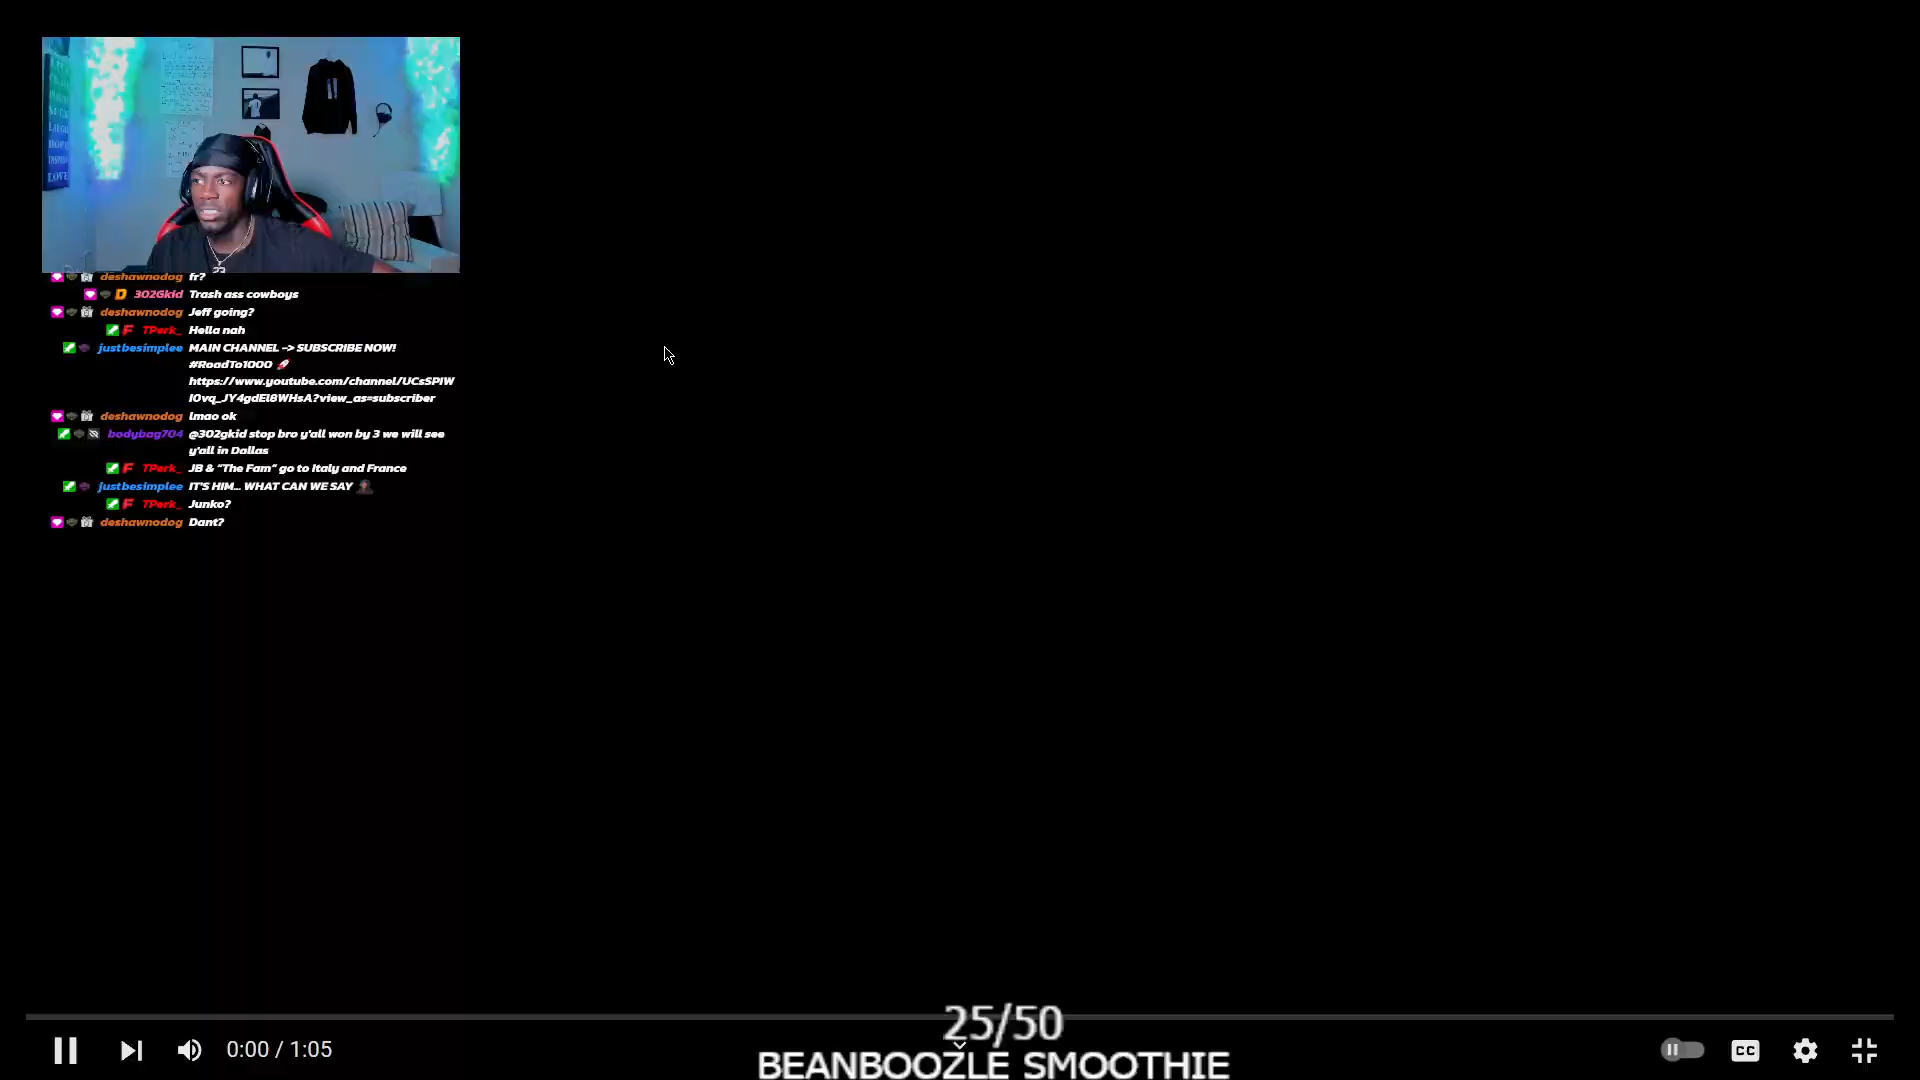 deshawnodog fr?
302Gkid Trash ass cowboys
deshawnodog Jeff going?
TPerk_ Hella nah
justbesimplee MAIN CHANNEL -> SUBSCRIBE NOW!
#RoadTo1000 🚀
https://www.youtube.com/channel/UCsSPIW
I0vq_JY4gdEl8WHsA?view_as=subscriber
deshawnodog lmao ok
bodybag704 @302gkid stop bro y'all won by 3 we will see
y'all in Dallas
TPerk_ JB & "The Fam" go to Italy and France
justbesimplee IT'S HIM... WHAT CAN WE SAY
TPerk_ Junko?
deshawnodog Dant?
25/50
0:00 / 1:05
CC
BEANBOOZLE SMOOTHIE